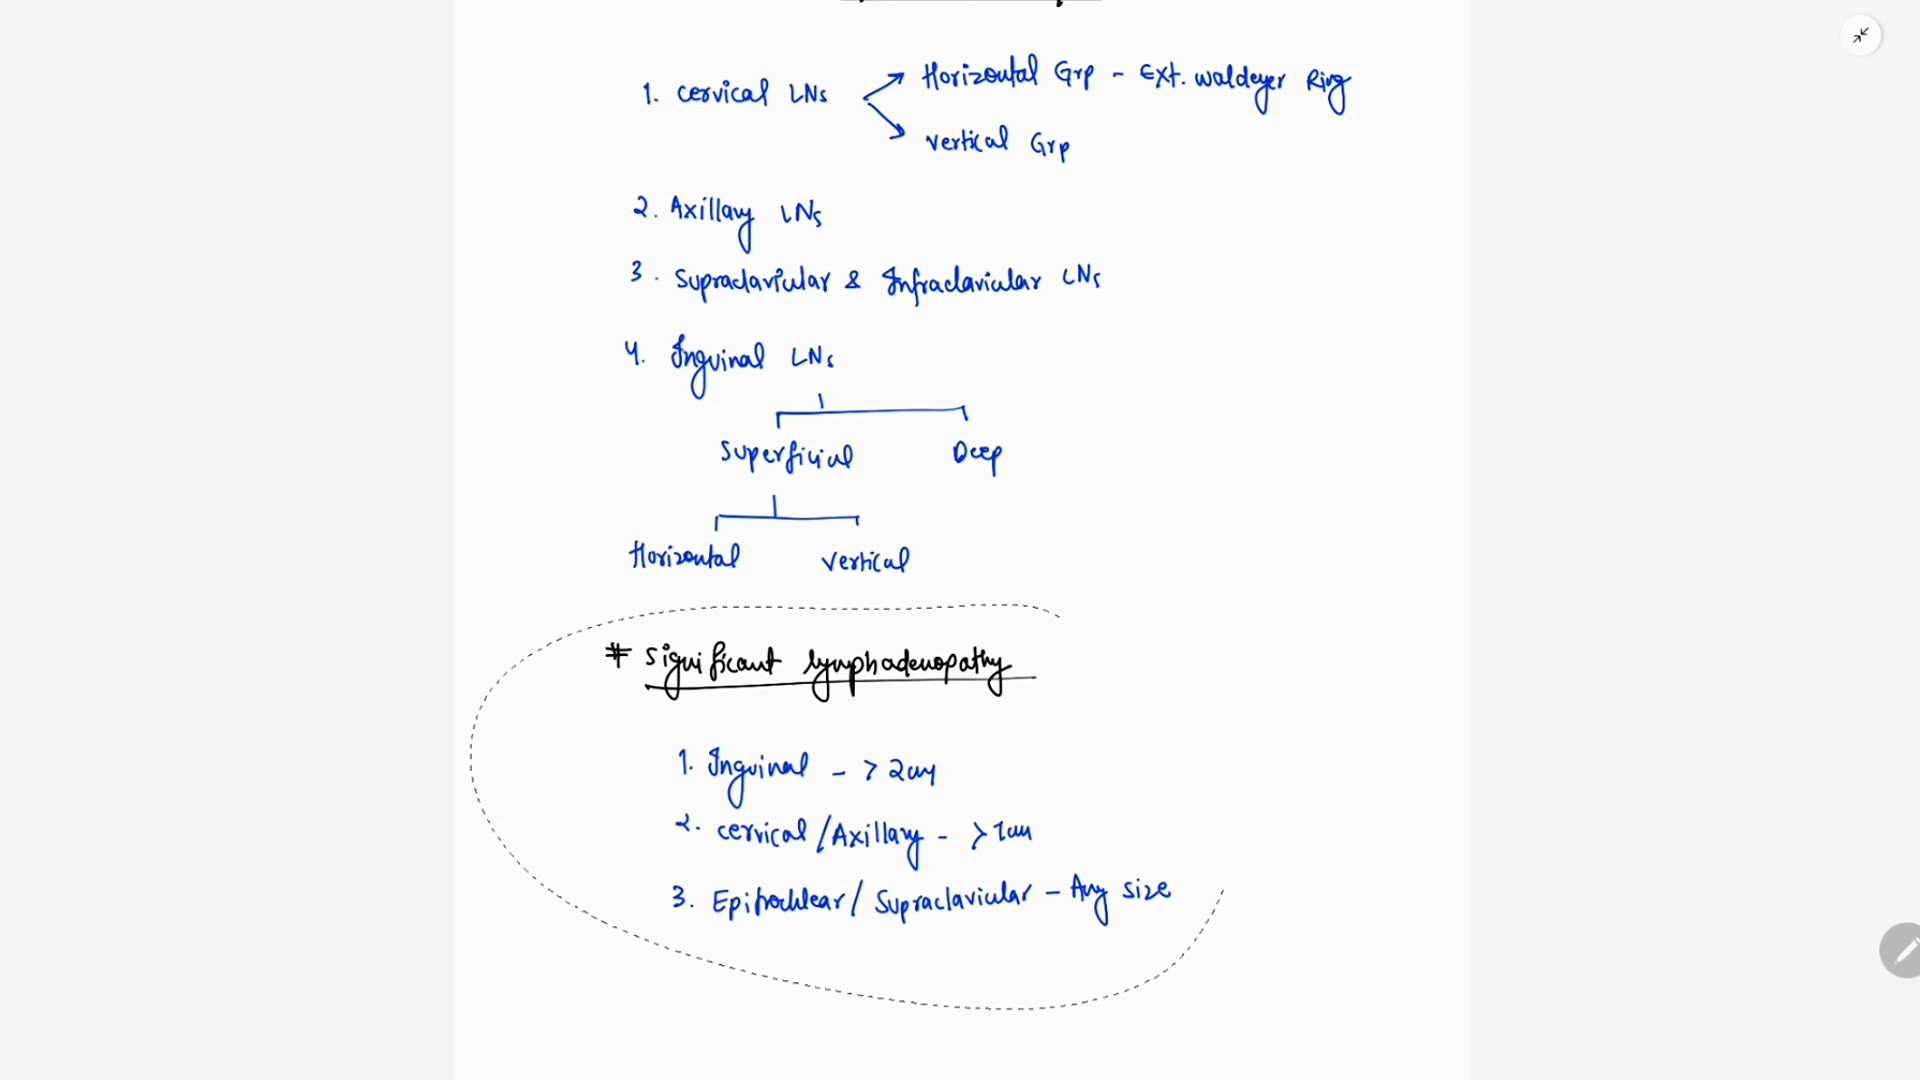 1. cervical LNs
Horizontal Grp - Ext. waldeyer Ring
vertical Grp
2. Axillary LNs
3. Supraclavicular & Infraclavicular LNs
4. Inguinal LNs
Superficial Deep
Horizontal vertical
# significant lymphadenopathy
1. Inguinal - > 2cm
2. cervical / Axillary - > 1cm
3. Epitrochlear / Supraclavicular - Any size